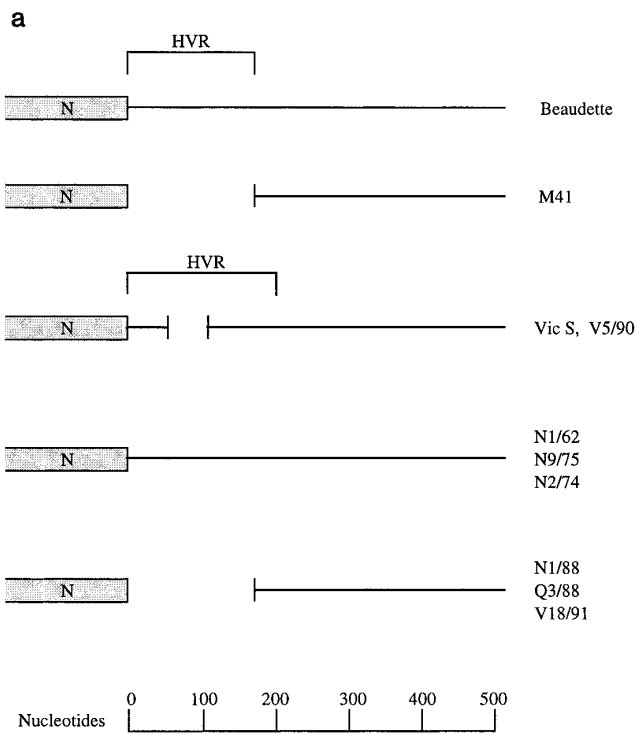 a
HVR
N
Beaudette
N
M41
HVR
N
Vic S, V5/90
N
N1/62
N9/75
N2/74
N
N1/88
Q3/88
V18/91
0 100 200 300 400 500
Nucleotides